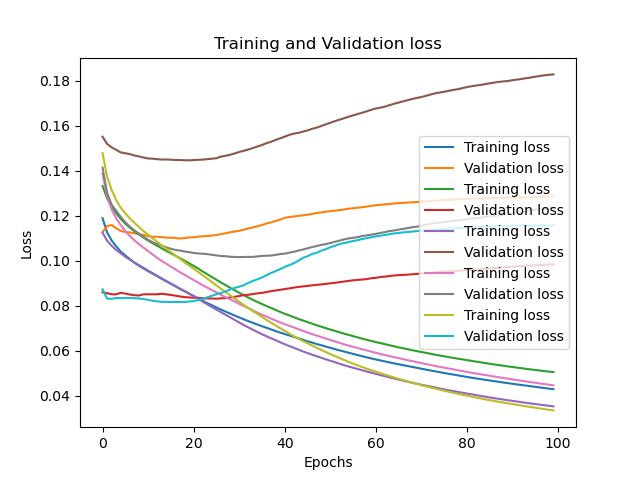 Training and Validation loss
Loss
0.18
0.16
0.14
0.12
0.10
0.08
0.06
0.04
Training loss
Validation loss
Training loss
Validation loss
Training loss
Validation loss
Training loss
Validation loss
Training loss
Validation loss
0 20 40 60 80 100
Epochs